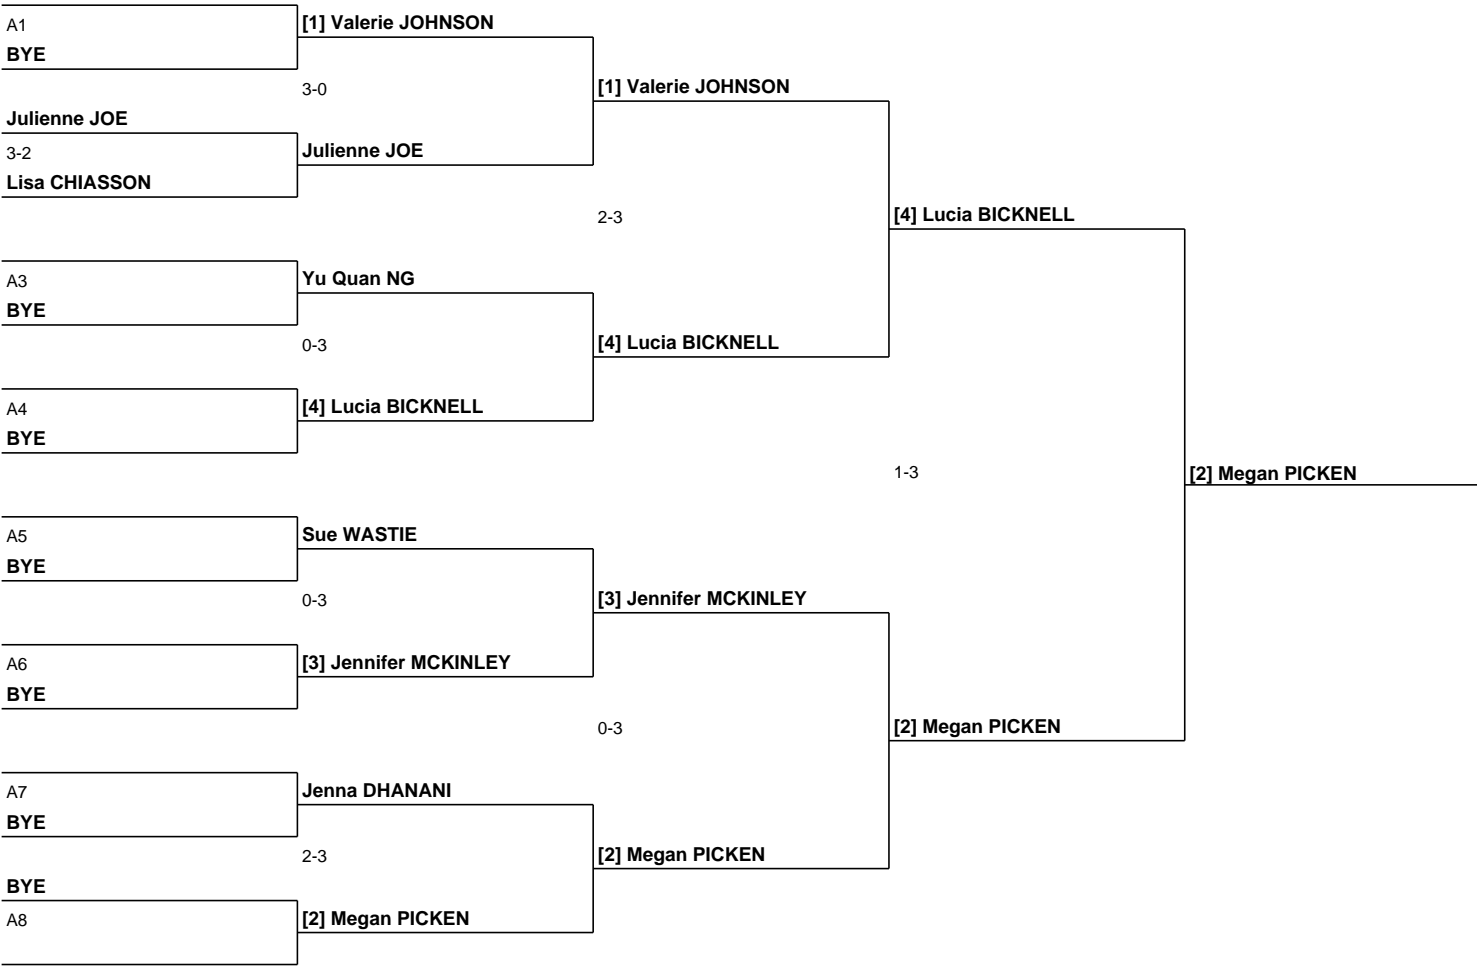 A1
BYE
Julienne JOE
3-2
Lisa CHIASSON
A3
BYE
A4
BYE
A5
BYE
A6
BYE
A7
BYE
BYE
A8
[1] Valerie JOHNSON
3-0
Julienne JOE
Yu Quan NG
0-3
[4] Lucia BICKNELL
Sue WASTIE
0-3
[3] Jennifer MCKINLEY
Jenna DHANANI
2-3
[2] Megan PICKEN
[1] Valerie JOHNSON
2-3
[4] Lucia BICKNELL
[3] Jennifer MCKINLEY
0-3
[2] Megan PICKEN
[4] Lucia BICKNELL
1-3
[2] Megan PICKEN
[2] Megan PICKEN